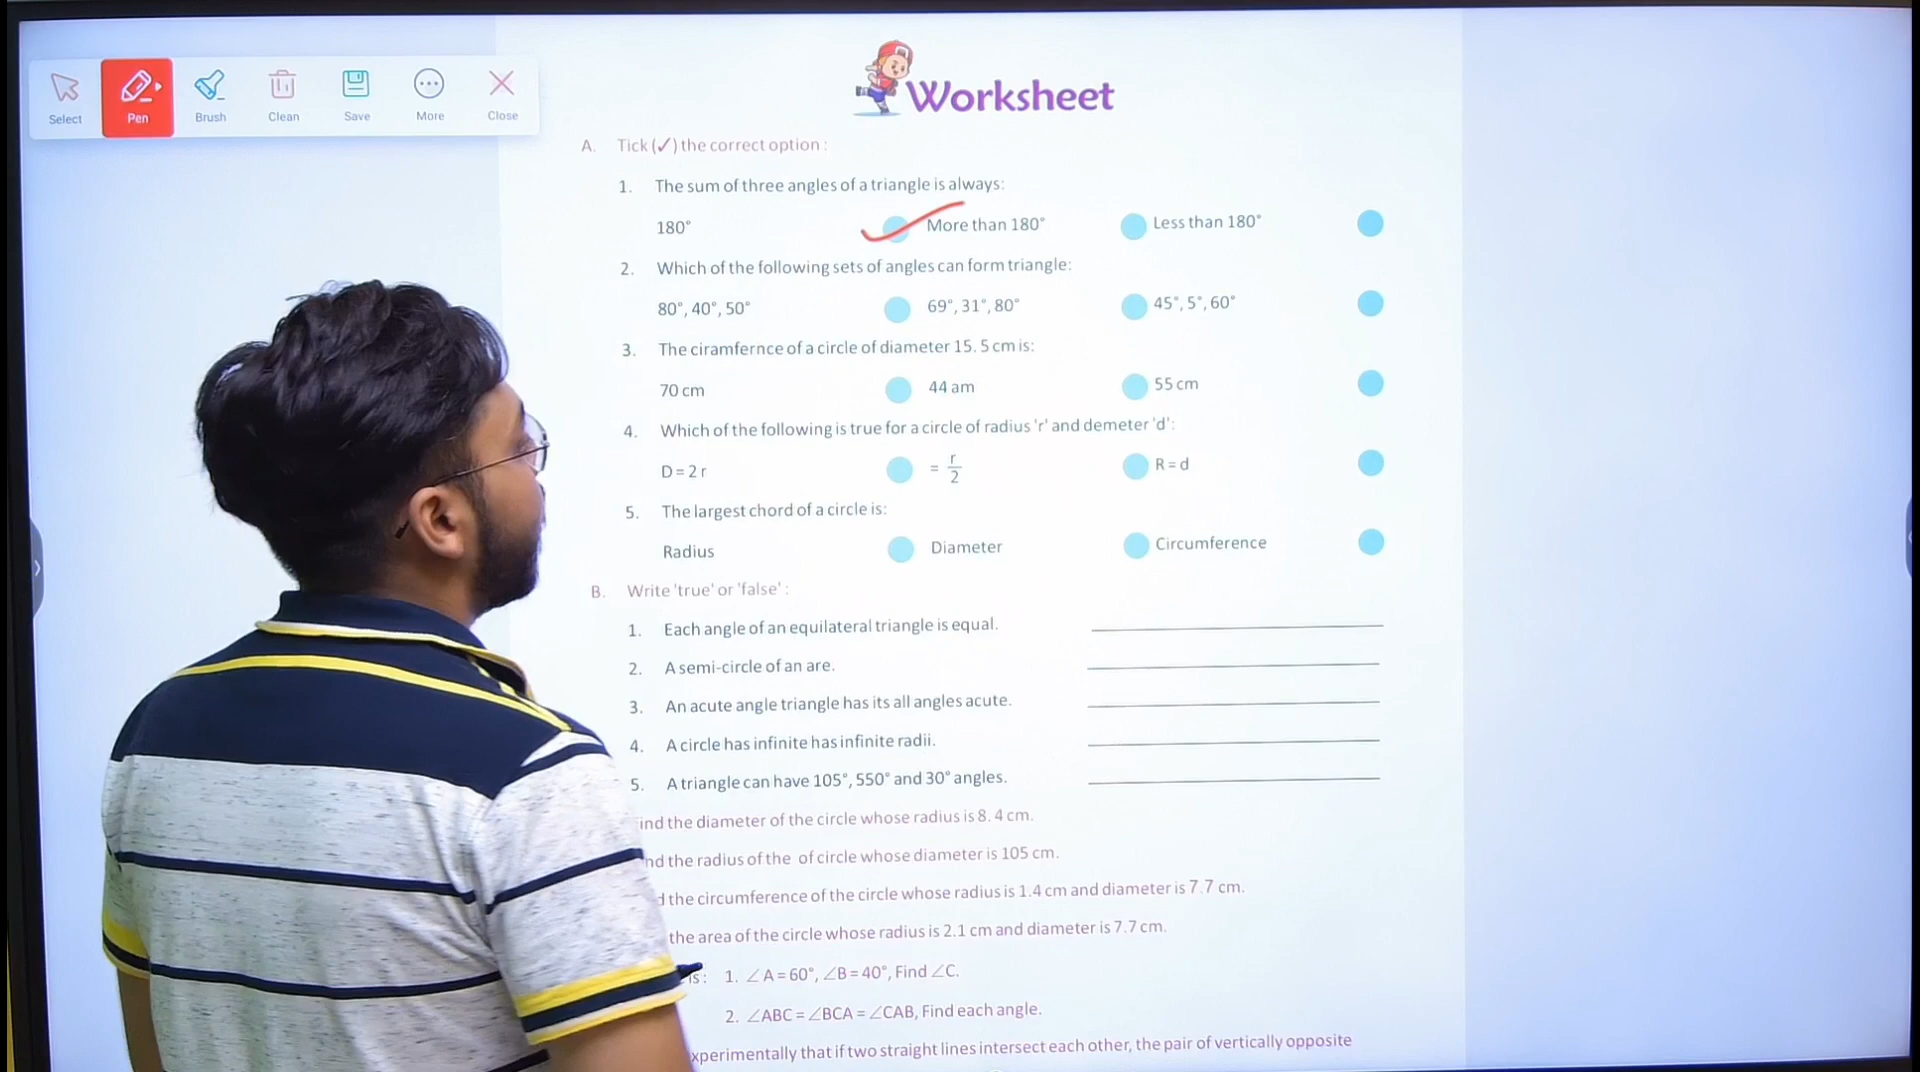 Select Pen Brush Clean Save More Close
Worksheet
A. Tick (✓) the correct option :
1. The sum of three angles of a triangle is always:
180° More than 180° Less than 180°
2. Which of the following sets of angles can form triangle:
80°, 40°, 50° 69°, 31°, 80° 45°, 5°, 60°
3. The ciramfernce of a circle of diameter 15. 5 cm is:
70 cm 44 am 55 cm
4. Which of the following is true for a circle of radius 'r' and demeter 'd':
D = 2 r = r/2 R = d
5. The largest chord of a circle is:
Radius Diameter Circumference
B. Write 'true' or 'false' :
1. Each angle of an equilateral triangle is equal.
2. A semi-circle of an are.
3. An acute angle triangle has its all angles acute.
4. A circle has infinite has infinite radii.
5. A triangle can have 105°, 550° and 30° angles.
ind the diameter of the circle whose radius is 8. 4 cm.
nd the radius of the of circle whose diameter is 105 cm.
d the circumference of the circle whose radius is 1.4 cm and diameter is 7.7 cm.
the area of the circle whose radius is 2.1 cm and diameter is 7.7 cm.
is: 1. ∠A = 60°, ∠B = 40°, Find ∠C.
2. ∠ABC = ∠BCA = ∠CAB, Find each angle.
xperimentally that if two straight lines intersect each other, the pair of vertically opposite